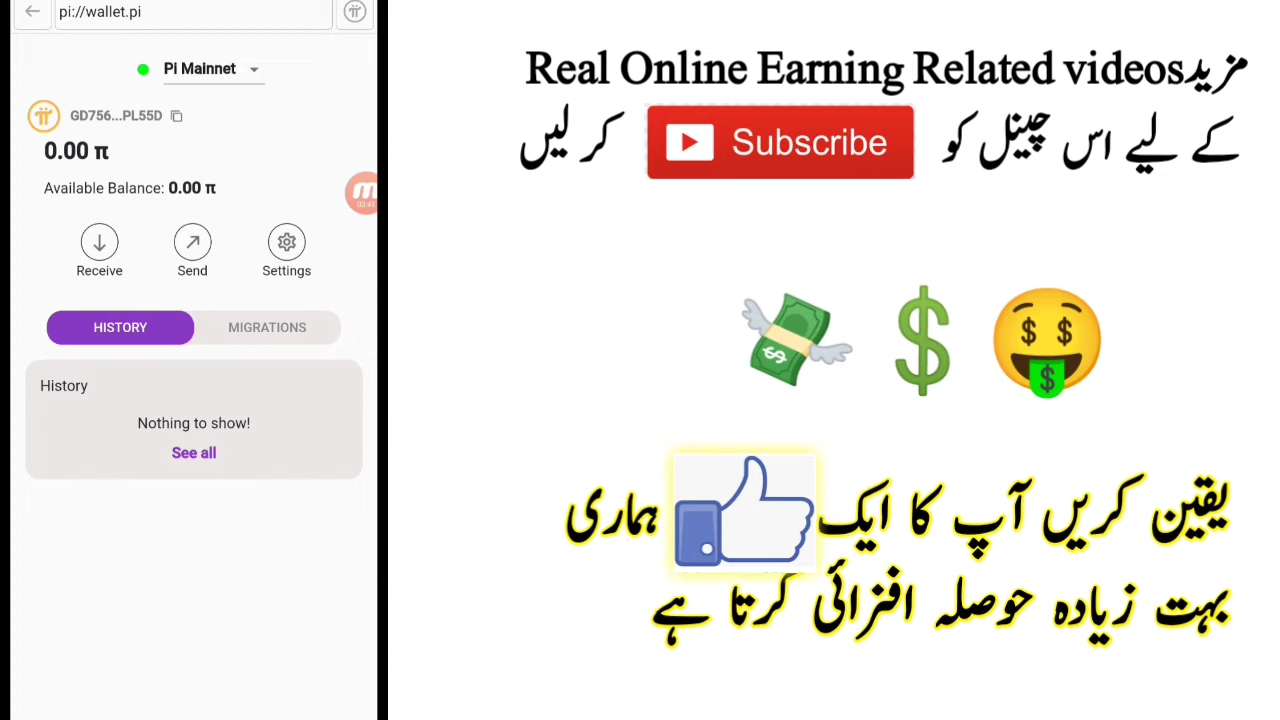 pi://wallet.pi
Pi Mainnet
GD756...PL55D
0.00 π
Available Balance: 0.00 π
Receive
Send
Settings
HISTORY
MIGRATIONS
History
Nothing to show!
See all
مزید Real Online Earning Related videos
کے لیے اس چینل کو Subscribe کر لیں
یقین کریں آپ کا ایک ہماری
بہت زیادہ حوصلہ افزائی کرتا ہے